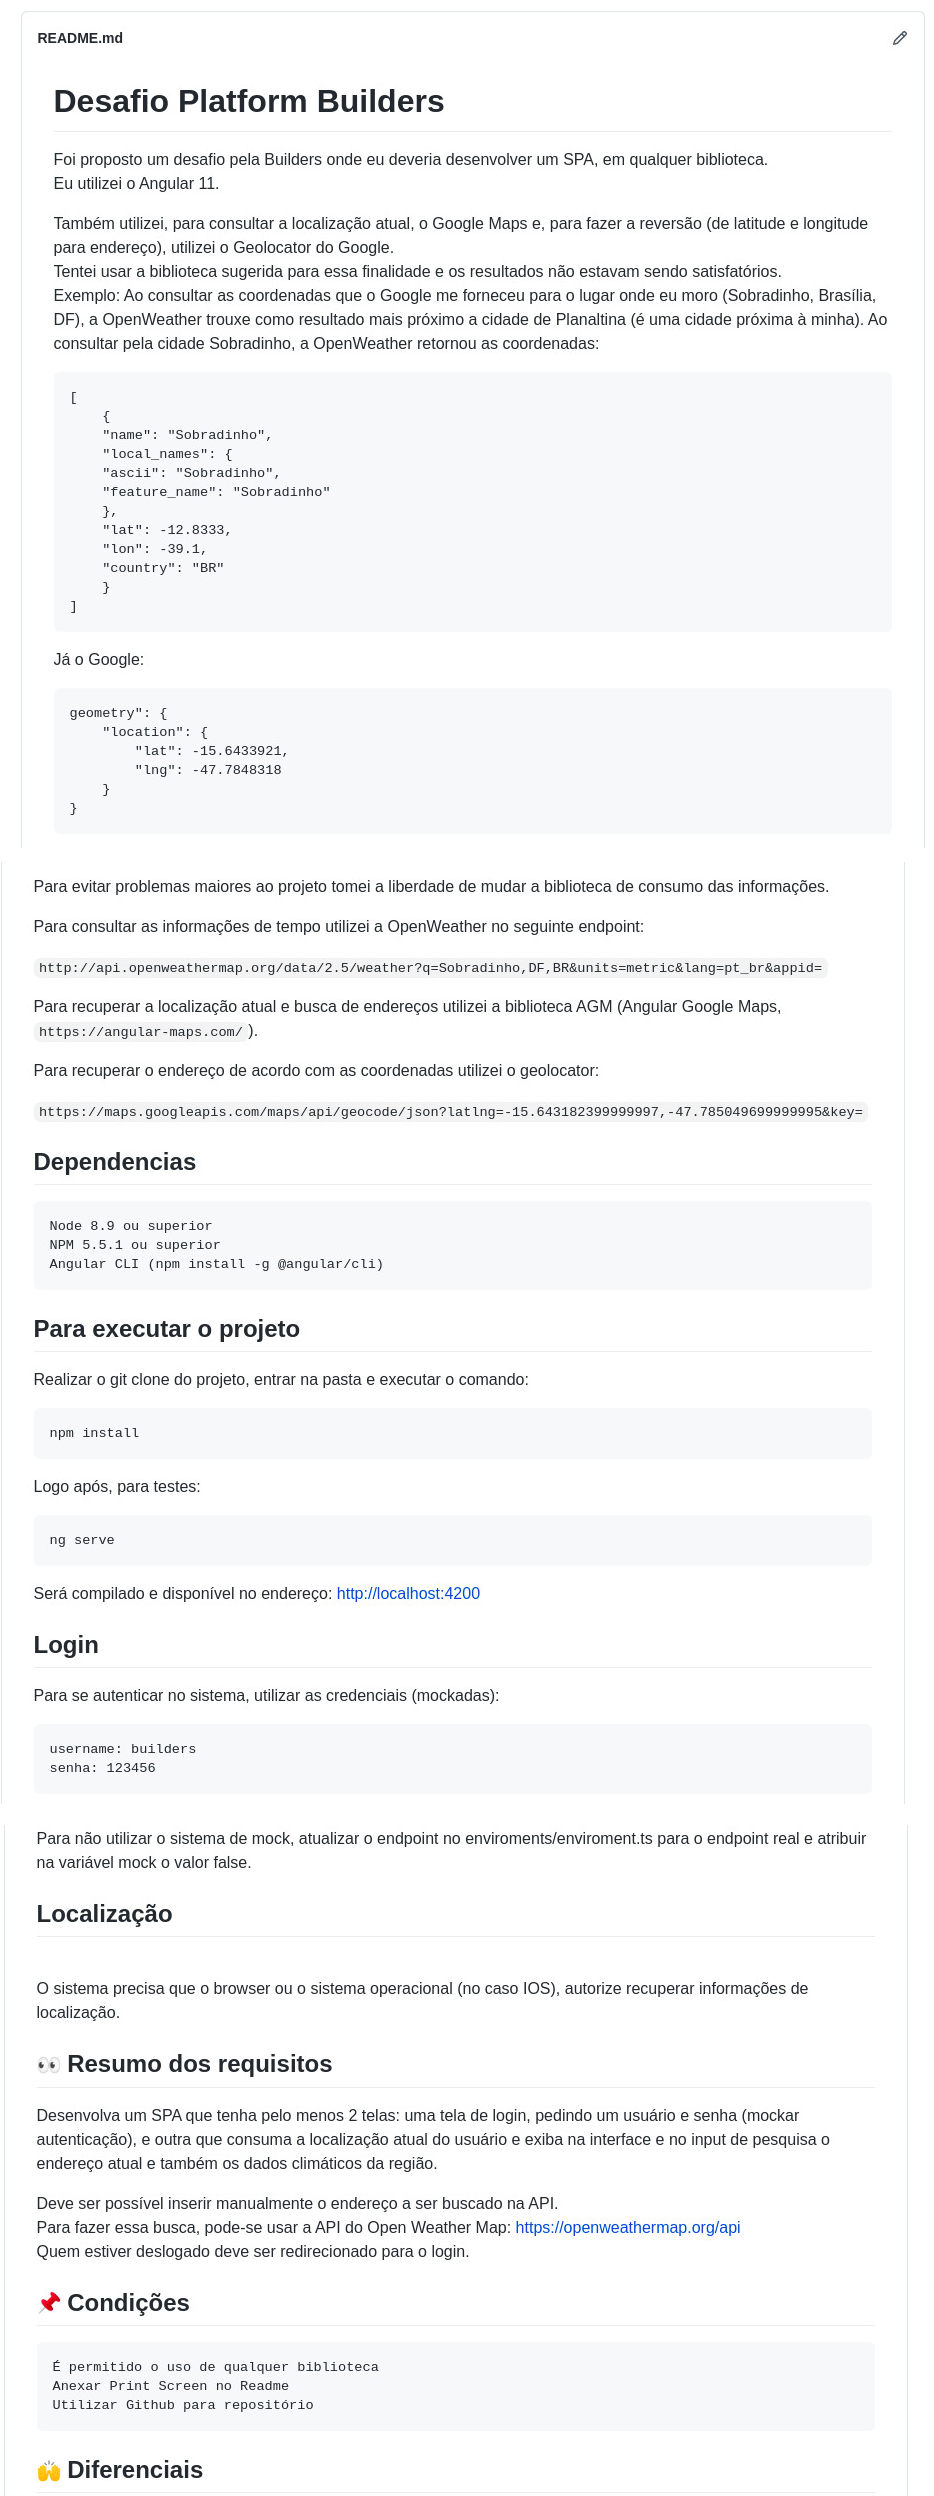 README.md
Desafio Platform Builders
Foi proposto um desafio pela Builders onde eu deveria desenvolver um SPA, em qualquer biblioteca.
Eu utilizei o Angular 11.
Também utilizei, para consultar a localização atual, o Google Maps e, para fazer a reversão (de latitude e longitude
para endereço), utilizei o Geolocator do Google.
Tentei usar a biblioteca sugerida para essa finalidade e os resultados não estavam sendo satisfatórios.
Exemplo: Ao consultar as coordenadas que o Google me forneceu para o lugar onde eu moro (Sobradinho, Brasília,
DF), a OpenWeather trouxe como resultado mais próximo a cidade de Planaltina (é uma cidade próxima à minha). Ao
consultar pela cidade Sobradinho, a OpenWeather retornou as coordenadas:
[
    {
    "name": "Sobradinho",
    "local_names": {
    "ascii": "Sobradinho",
    "feature_name": "Sobradinho"
    },
    "lat": -12.8333,
    "lon": -39.1,
    "country": "BR"
    }
]
Já o Google:
geometry": {
    "location": {
        "lat": -15.6433921,
        "lng": -47.7848318
    }
}
Para evitar problemas maiores ao projeto tomei a liberdade de mudar a biblioteca de consumo das informações.
Para consultar as informações de tempo utilizei a OpenWeather no seguinte endpoint:
http://api.openweathermap.org/data/2.5/weather?q=Sobradinho,DF,BR&units=metric&lang=pt_br&appid=
Para recuperar a localização atual e busca de endereços utilizei a biblioteca AGM (Angular Google Maps,
https://angular-maps.com/ ).
Para recuperar o endereço de acordo com as coordenadas utilizei o geolocator:
https://maps.googleapis.com/maps/api/geocode/json?latlng=-15.643182399999997,-47.785049699999995&key=
Dependencias
Node 8.9 ou superior
NPM 5.5.1 ou superior
Angular CLI (npm install -g @angular/cli)
Para executar o projeto
Realizar o git clone do projeto, entrar na pasta e executar o comando:
npm install
Logo após, para testes:
ng serve
Será compilado e disponível no endereço: http://localhost:4200
Login
Para se autenticar no sistema, utilizar as credenciais (mockadas):
username: builders
senha: 123456
Para não utilizar o sistema de mock, atualizar o endpoint no enviroments/enviroment.ts para o endpoint real e atribuir
na variável mock o valor false.
Localização
O sistema precisa que o browser ou o sistema operacional (no caso IOS), autorize recuperar informações de
localização.
👀 Resumo dos requisitos
Desenvolva um SPA que tenha pelo menos 2 telas: uma tela de login, pedindo um usuário e senha (mockar
autenticação), e outra que consuma a localização atual do usuário e exiba na interface e no input de pesquisa o
endereço atual e também os dados climáticos da região.
Deve ser possível inserir manualmente o endereço a ser buscado na API.
Para fazer essa busca, pode-se usar a API do Open Weather Map: https://openweathermap.org/api
Quem estiver deslogado deve ser redirecionado para o login.
📌 Condições
É permitido o uso de qualquer biblioteca
Anexar Print Screen no Readme
Utilizar Github para repositório
🙌 Diferenciais